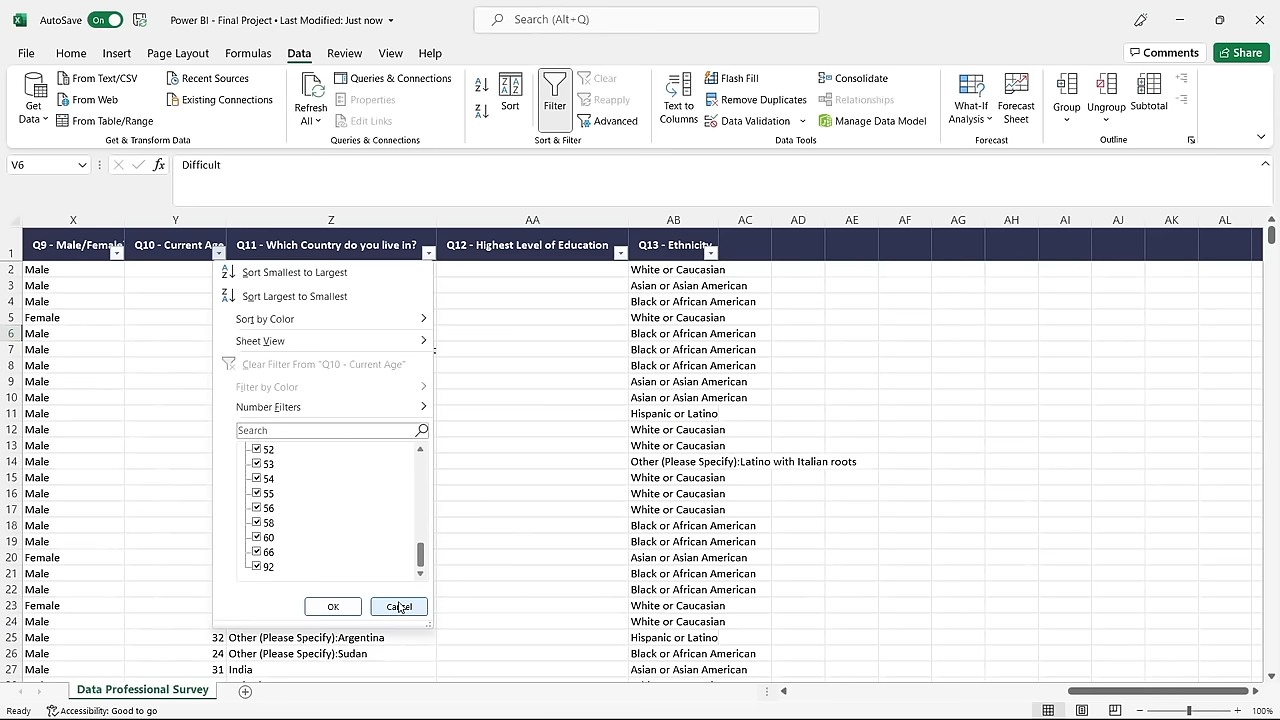 AutoSave On Power BI - Final Project • Last Modified: Just now Search (Alt+Q)
File Home Insert Page Layout Formulas Data Review View Help Comments Share
Get Data
From Text/CSV
From Web
From Table/Range
Recent Sources
Existing Connections
Get & Transform Data
Refresh All
Queries & Connections
Properties
Edit Links
Queries & Connections
Sort
Filter
Clear
Reapply
Advanced
Sort & Filter
Text to Columns
Flash Fill
Remove Duplicates
Data Validation
Consolidate
Relationships
Manage Data Model
Data Tools
What-If Analysis
Forecast Sheet
Forecast
Group
Ungroup
Subtotal
Outline
V6 fx Difficult
X Y Z AA AB AC AD AE AF AG AH AI AJ AK AL
1 Q9 - Male/Female Q10 - Current Age Q11 - Which Country do you live in? Q12 - Highest Level of Education Q13 - Ethnicity
2 Male White or Caucasian
3 Male Asian or Asian American
4 Male Black or African American
5 Female White or Caucasian
6 Male Black or African American
7 Male Black or African American
8 Male Black or African American
9 Male Asian or Asian American
10 Male Asian or Asian American
11 Male Hispanic or Latino
12 Male White or Caucasian
13 Male White or Caucasian
14 Male Other (Please Specify):Latino with Italian roots
15 Male White or Caucasian
16 Male White or Caucasian
17 Male White or Caucasian
18 Male Black or African American
19 Male Black or African American
20 Female Asian or Asian American
21 Male Black or African American
22 Male Black or African American
23 Female White or Caucasian
24 Male White or Caucasian
25 Male 32 Other (Please Specify):Argentina Hispanic or Latino
26 Male 24 Other (Please Specify):Sudan Black or African American
27 Male 31 India Asian or Asian American
Sort Smallest to Largest
Sort Largest to Smallest
Sort by Color
Sheet View
Clear Filter From "Q10 - Current Age"
Filter by Color
Number Filters
Search
52
53
54
55
56
58
60
66
92
OK Cancel
Data Professional Survey
Ready Accessibility: Good to go 100%